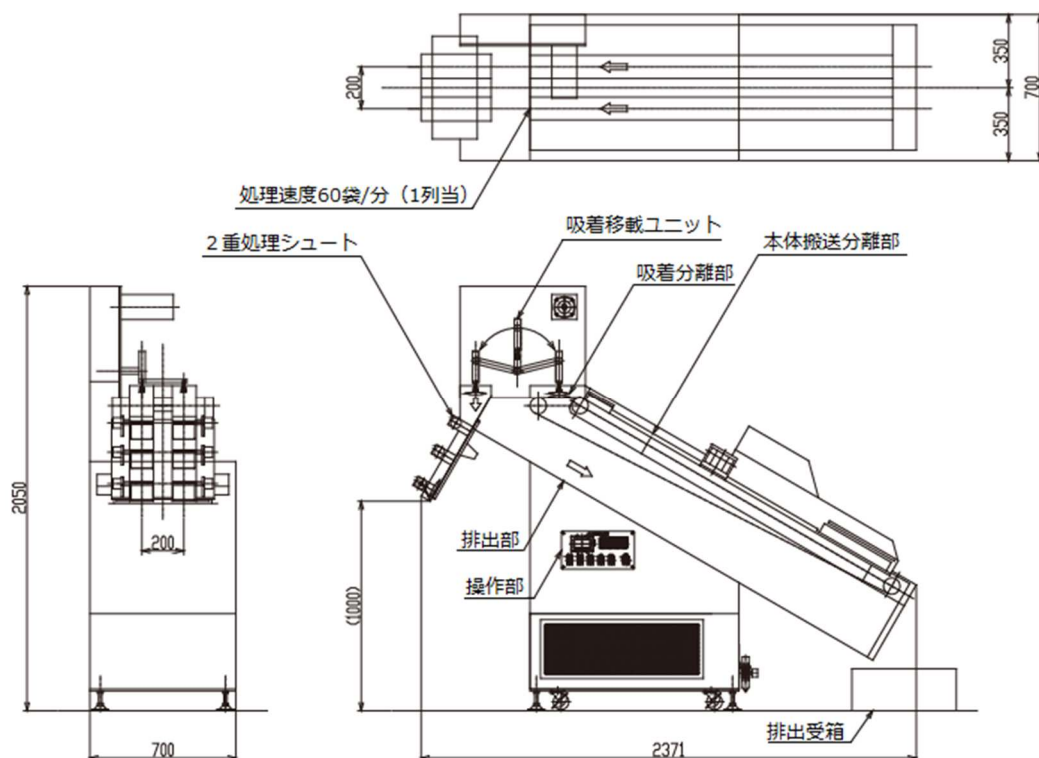 200
350
350
700
処理速度60袋/分（1列当）
２重処理シュート
吸着移載ユニット
吸着分離部
本体搬送分離部
2050
200
(1000)
排出部
操作部
排出受箱
700
2371